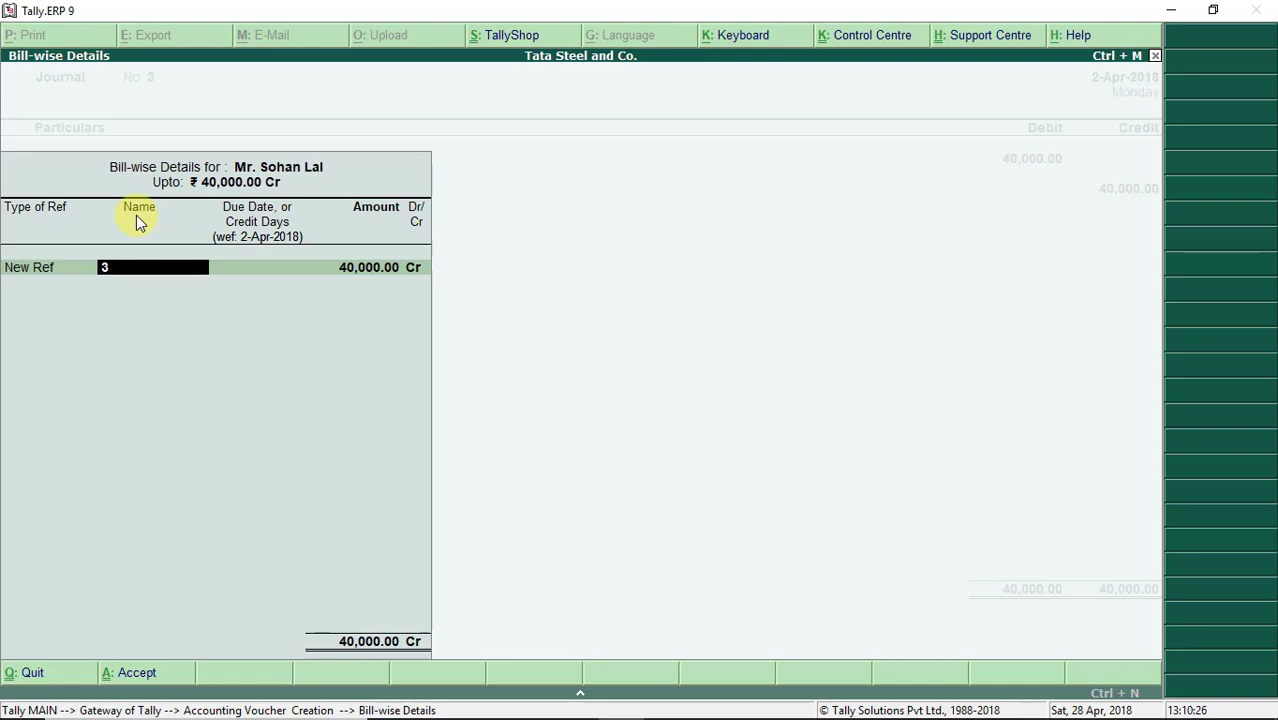 Tally.ERP 9
P: Print E: Export M: E-Mail O: Upload S: TallyShop G: Language K: Keyboard K: Control Centre H: Support Centre H: Help
Bill-wise Details Tata Steel and Co. Ctrl + M
Journal No. 3 2-Apr-2018
Monday
Particulars Debit Credit
40,000.00
40,000.00
Bill-wise Details for : Mr. Sohan Lal
Upto: ₹ 40,000.00 Cr
Type of Ref Name Due Date, or Amount Dr/
Credit Days Cr
(wef: 2-Apr-2018)
New Ref 3 40,000.00 Cr
40,000.00 40,000.00
40,000.00 Cr
Q: Quit A: Accept
Ctrl + N
Tally MAIN --> Gateway of Tally --> Accounting Voucher Creation --> Bill-wise Details © Tally Solutions Pvt Ltd., 1988-2018 Sat, 28 Apr, 2018 13:10:26